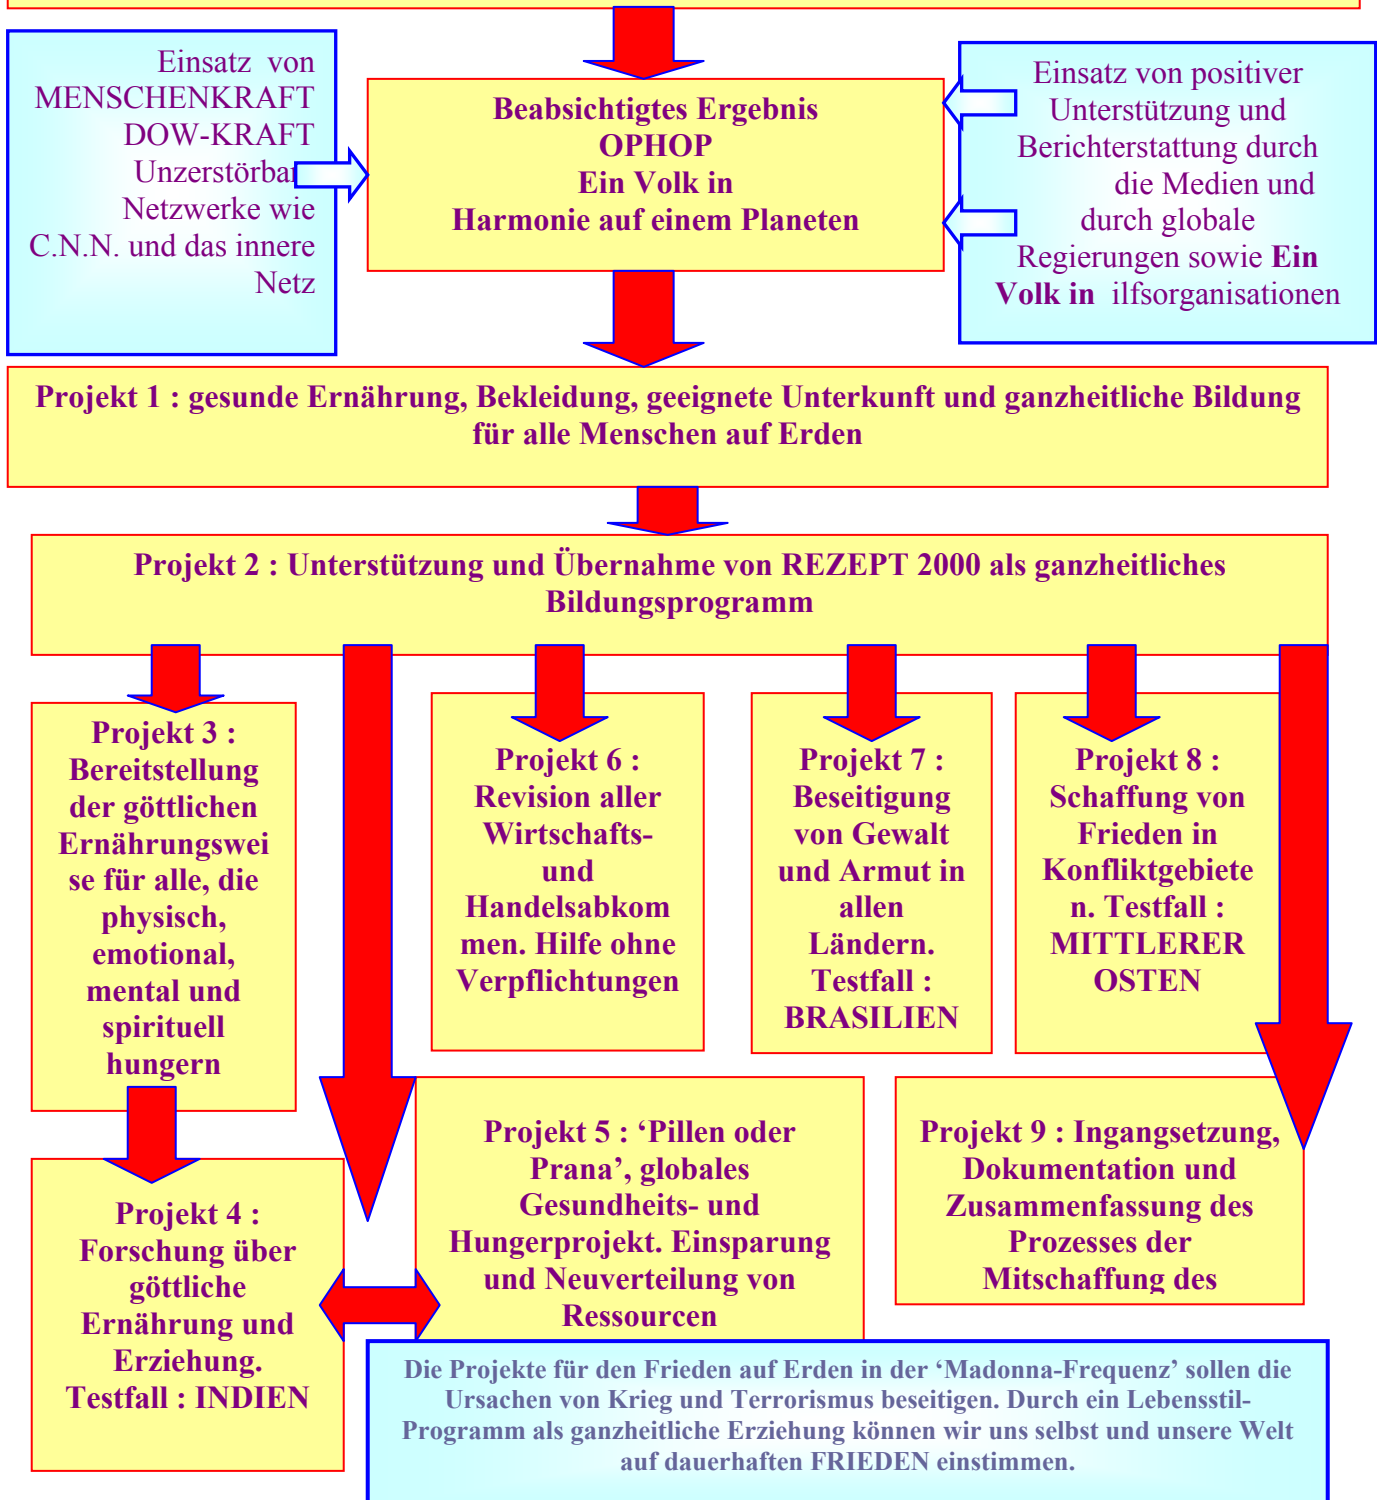 Einsatz von
MENSCHENKRAFT
DOW-KRAFT
Unzerstörbar
Netzwerke wie
C.N.N. und das innere
Netz
Beabsichtigtes Ergebnis
OPHOP
Ein Volk in
Harmonie auf einem Planeten
Einsatz von positiver
Unterstützung und
Berichterstattung durch
die Medien und
durch globale
Regierungen sowie Ein
Volk in ilfsorganisationen
Projekt 1 : gesunde Ernährung, Bekleidung, geeignete Unterkunft und ganzheitliche Bildung
für alle Menschen auf Erden
Projekt 2 : Unterstützung und Übernahme von REZEPT 2000 als ganzheitliches
Bildungsprogramm
Projekt 3 :
Bereitstellung
der göttlichen
Ernährungswei
se für alle, die
physisch,
emotional,
mental und
spirituell
hungern
Projekt 6 :
Revision aller
Wirtschafts-
und
Handelsabkom
men. Hilfe ohne
Verpflichtungen
Projekt 7 :
Beseitigung
von Gewalt
und Armut in
allen
Ländern.
Testfall :
BRASILIEN
Projekt 8 :
Schaffung von
Frieden in
Konfliktgebiete
n. Testfall :
MITTLERER
OSTEN
Projekt 4 :
Forschung über
göttliche
Ernährung und
Erziehung.
Testfall : INDIEN
Projekt 5 : ‘Pillen oder
Prana’, globales
Gesundheits- und
Hungerprojekt. Einsparung
und Neuverteilung von
Ressourcen
Projekt 9 : Ingangsetzung,
Dokumentation und
Zusammenfassung des
Prozesses der
Mitschaffung des
Die Projekte für den Frieden auf Erden in der ‘Madonna-Frequenz’ sollen die
Ursachen von Krieg und Terrorismus beseitigen. Durch ein Lebensstil-
Programm als ganzheitliche Erziehung können wir uns selbst und unsere Welt
auf dauerhaften FRIEDEN einstimmen.